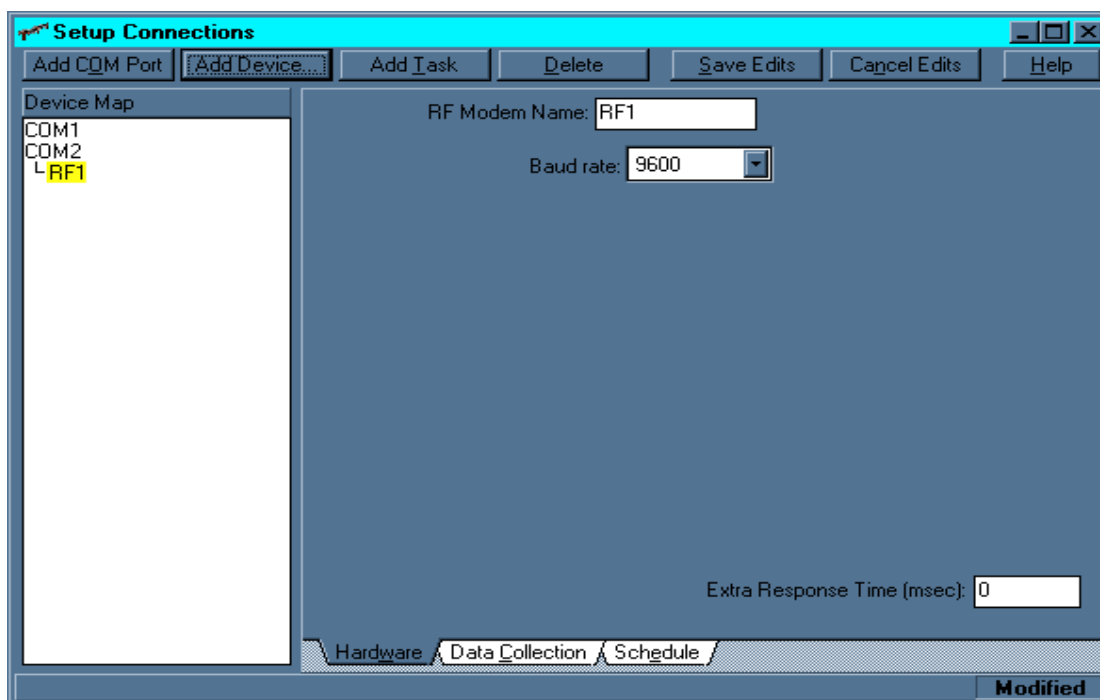 Setup Connections
Add COM Port Add Device... Add Task Delete Save Edits Cancel Edits Help
Device Map
COM1
COM2
RF1
RF Modem Name: RF1
Baud rate: 9600
Extra Response Time (msec): 0
Hardware Data Collection Schedule
Modified